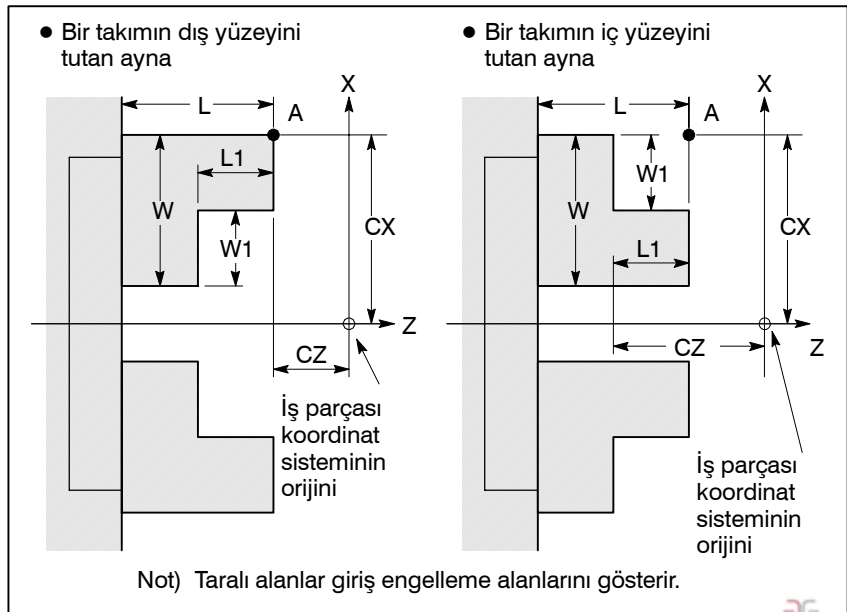 ● Bir takımın dış yüzeyini
tutan ayna
X
L
A
L1
W
CX
W1
Z
CZ
İş parçası
koordinat
sisteminin
orijini
● Bir takımın iç yüzeyini
tutan ayna
X
L
A
W1
W
CX
L1
CZ
Z
İş parçası
koordinat
sisteminin
orijini
Not) Taralı alanlar giriş engelleme alanlarını gösterir.